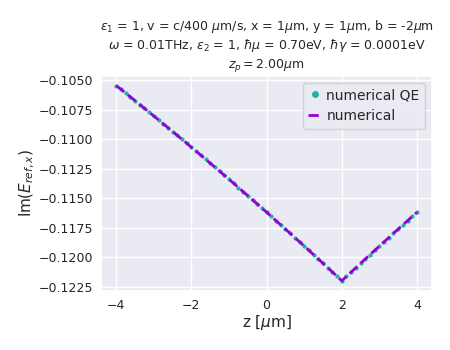 ε₁ = 1, v = c/400 μm/s, x = 1μm, y = 1μm, b = -2μm
ω = 0.01THz, ε₂ = 1, ℏμ = 0.70eV, ℏγ = 0.0001eV
z_p = 2.00μm
numerical QE
numerical
Im(E_ref,x)
−0.1050
−0.1075
−0.1100
−0.1125
−0.1150
−0.1175
−0.1200
−0.1225
−4 −2 0 2 4
z [μm]